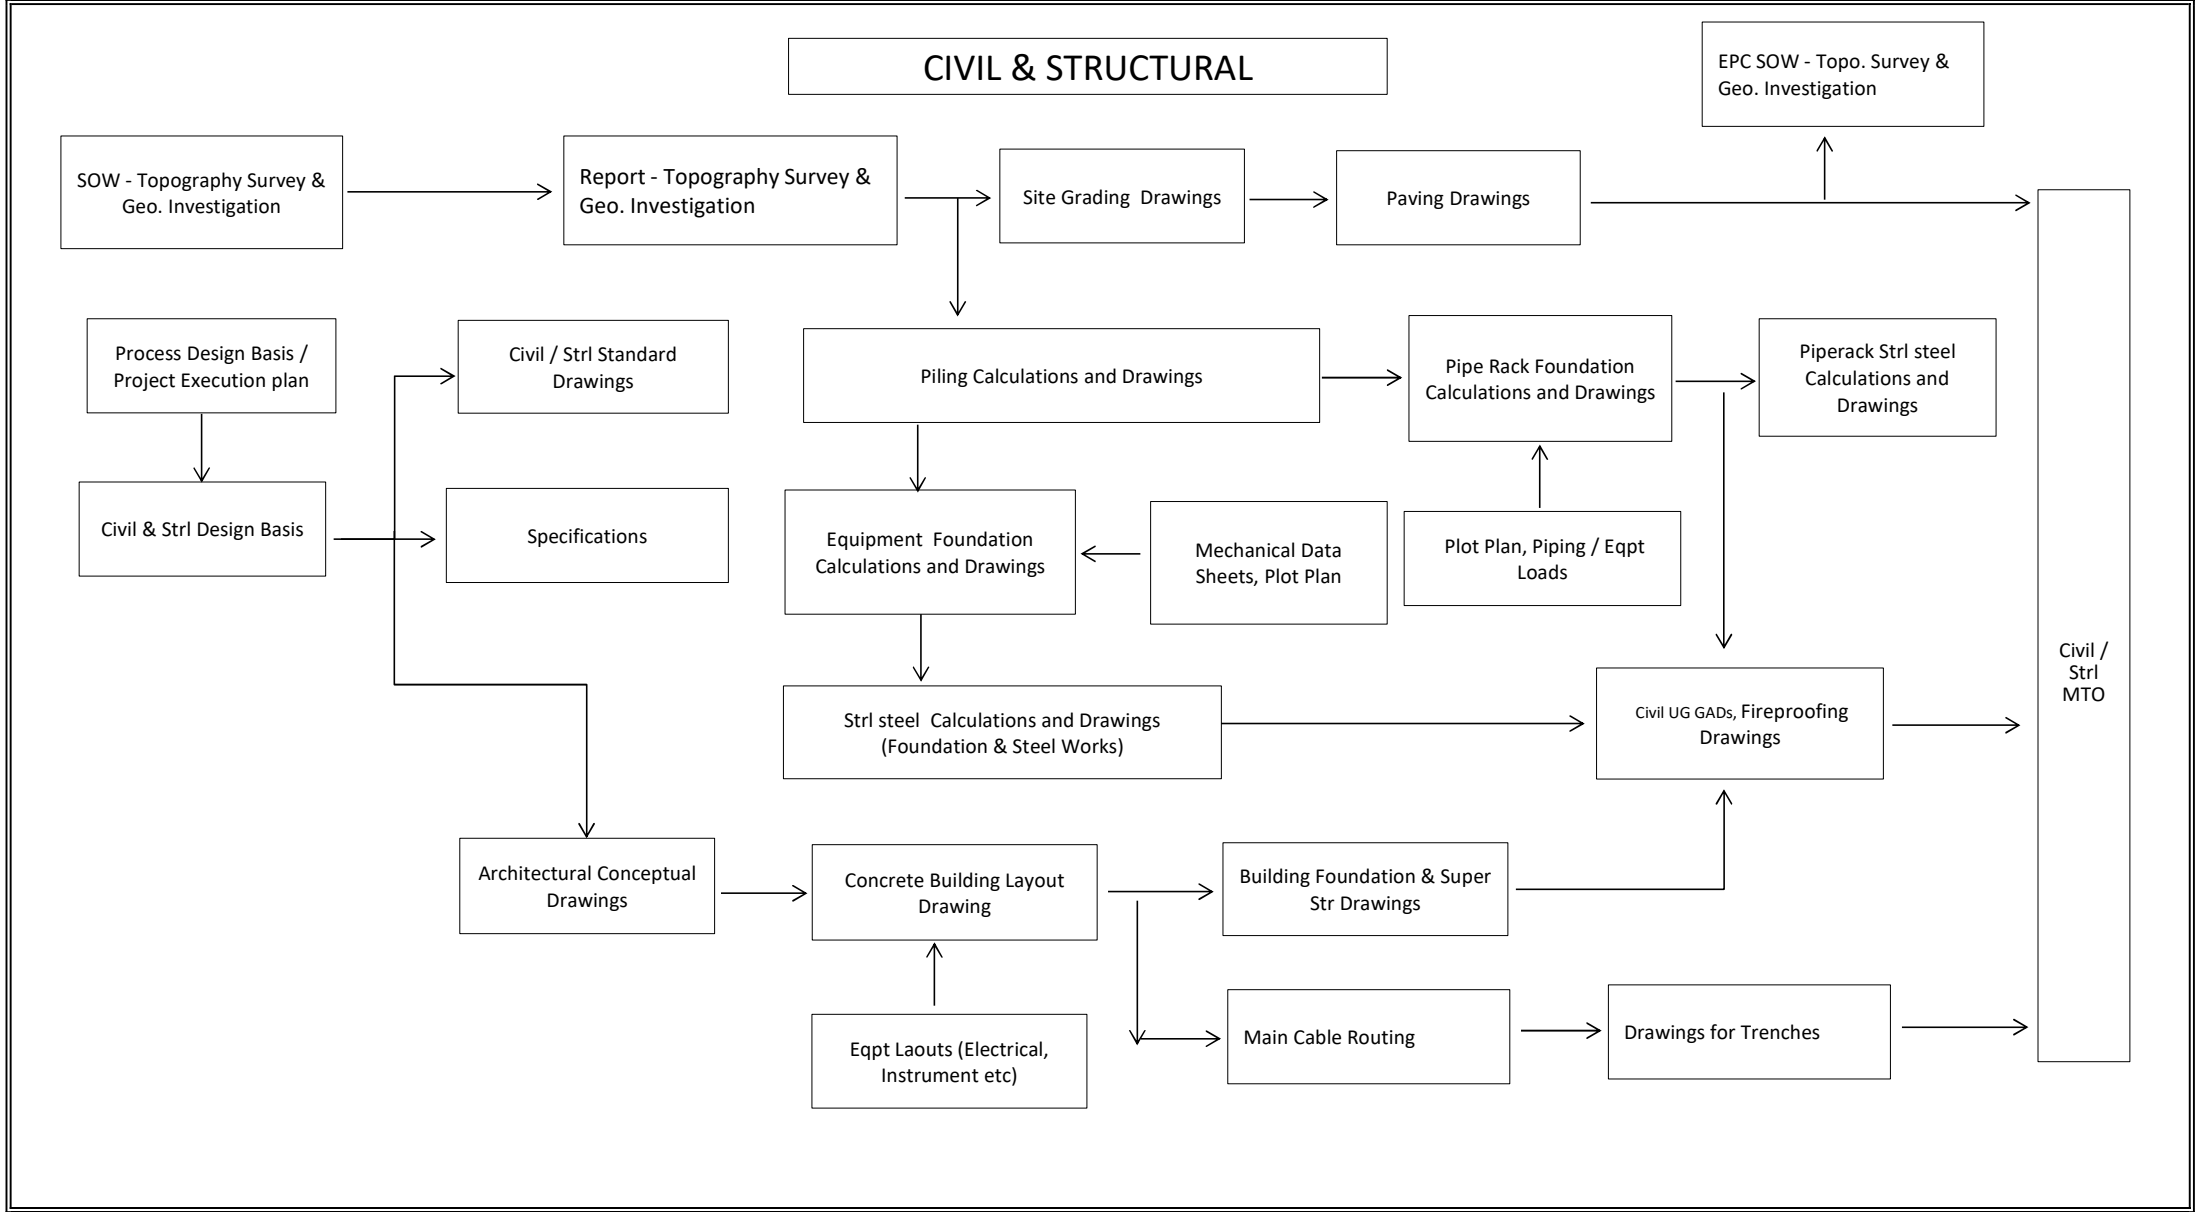 CIVIL & STRUCTURAL
EPC SOW - Topo. Survey &
Geo. Investigation
SOW - Topography Survey &
Geo. Investigation
Report - Topography Survey &
Geo. Investigation
Site Grading  Drawings
Paving Drawings
Process Design Basis /
Project Execution plan
Civil / Strl Standard
Drawings
Piling Calculations and Drawings
Pipe Rack Foundation
Calculations and Drawings
Piperack Strl steel
Calculations and
Drawings
Civil & Strl Design Basis
Specifications
Equipment  Foundation
Calculations and Drawings
Mechanical Data
Sheets, Plot Plan
Plot Plan, Piping / Eqpt
Loads
Civil /
Strl
MTO
Strl steel  Calculations and Drawings
(Foundation & Steel Works)
Civil UG GADs, Fireproofing
Drawings
Architectural Conceptual
Drawings
Concrete Building Layout
Drawing
Building Foundation & Super
Str Drawings
Eqpt Laouts (Electrical,
Instrument etc)
Main Cable Routing
Drawings for Trenches